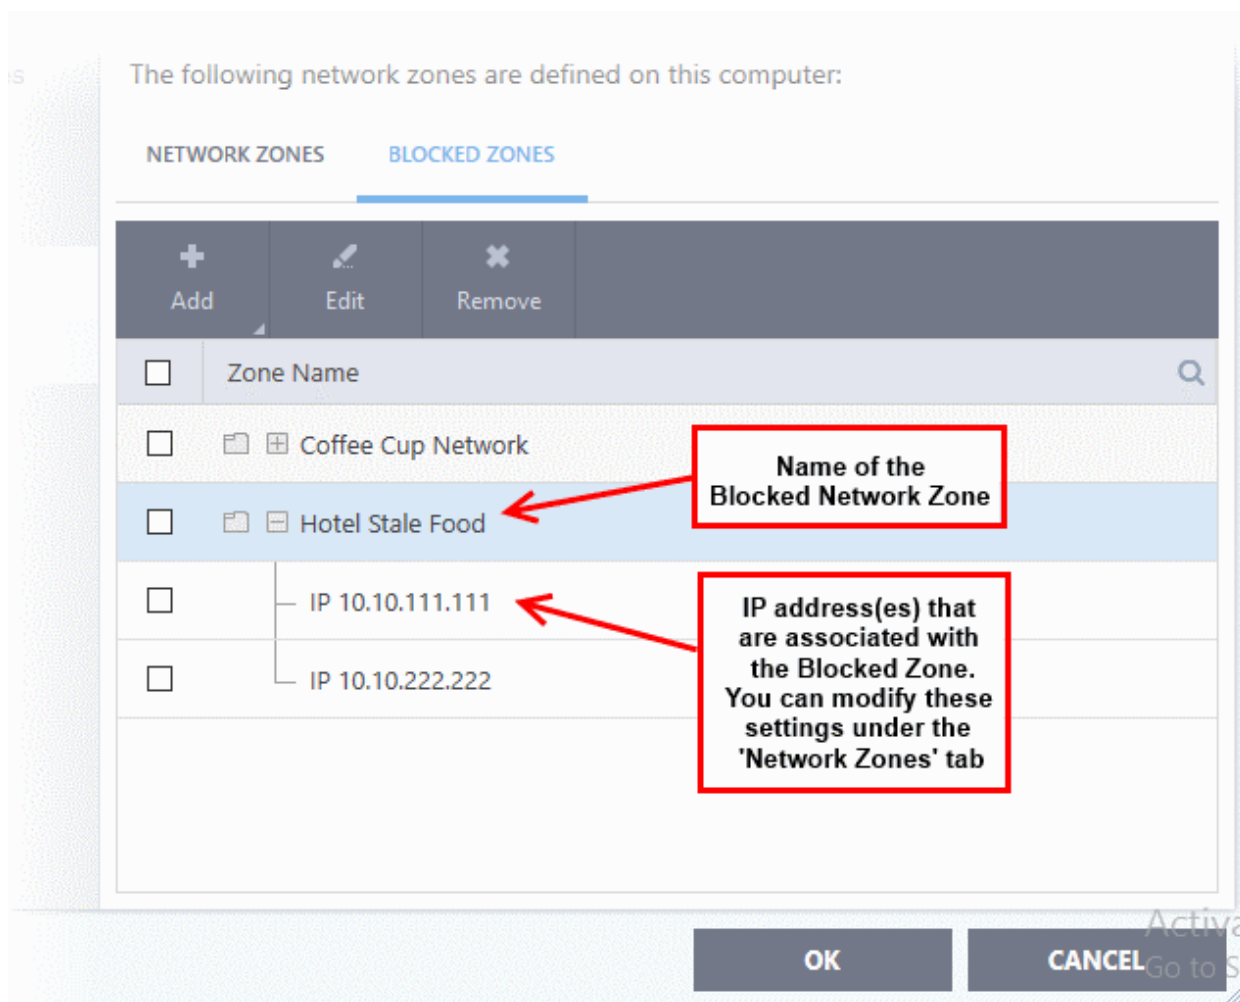 The following network zones are defined on this computer:
NETWORK ZONES BLOCKED ZONES
Add Edit Remove
Zone Name
Coffee Cup Network
Name of the
Blocked Network Zone
Hotel Stale Food
IP 10.10.111.111
IP address(es) that
are associated with
the Blocked Zone.
You can modify these
settings under the
'Network Zones' tab
IP 10.10.222.222
OK CANCEL
Go to